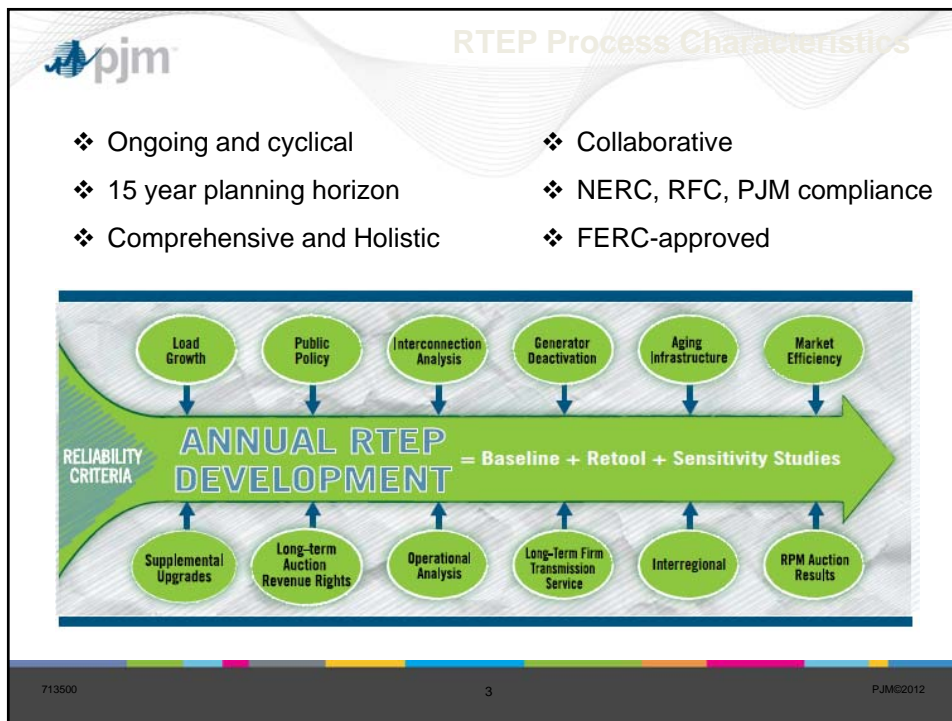 pjm
RTEP Process Characteristics
❖ Ongoing and cyclical
❖ 15 year planning horizon
❖ Comprehensive and Holistic
❖ Collaborative
❖ NERC, RFC, PJM compliance
❖ FERC-approved
Load
Growth
Public
Policy
Interconnection
Analysis
Generator
Deactivation
Aging
Infrastructure
Market
Efficiency
RELIABILITY
CRITERIA
ANNUAL RTEP
DEVELOPMENT
= Baseline + Retool + Sensitivity Studies
Supplemental
Upgrades
Long-term
Auction
Revenue Rights
Operational
Analysis
Long-Term Firm
Transmission
Service
Interregional
RPM Auction
Results
713500
3
PJM©2012